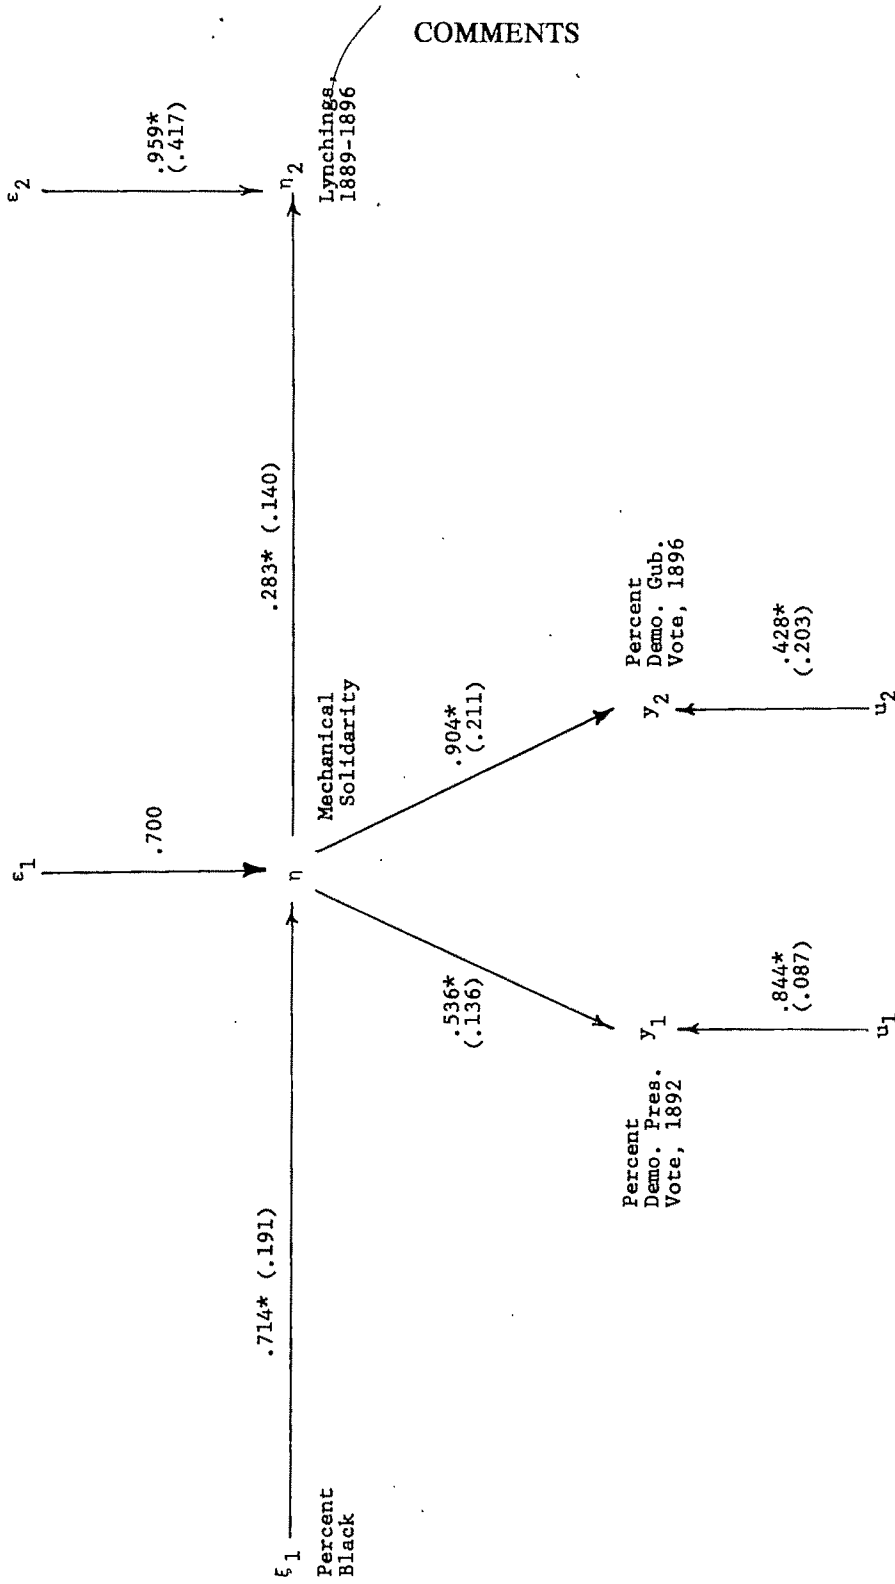 COMMENTS
ε1
ε2
.700
.959*
(.417)
ξ1
.714* (.191)
η
.283* (.140)
η2
Percent
Black
Mechanical
Solidarity
Lynchings,
1889-1896
.536*
(.136)
.904*
(.211)
Percent
Demo. Pres.
Vote, 1892
y1
y2
Percent
Demo. Gub.
Vote, 1896
.844*
(.087)
.428*
(.203)
u1
u2